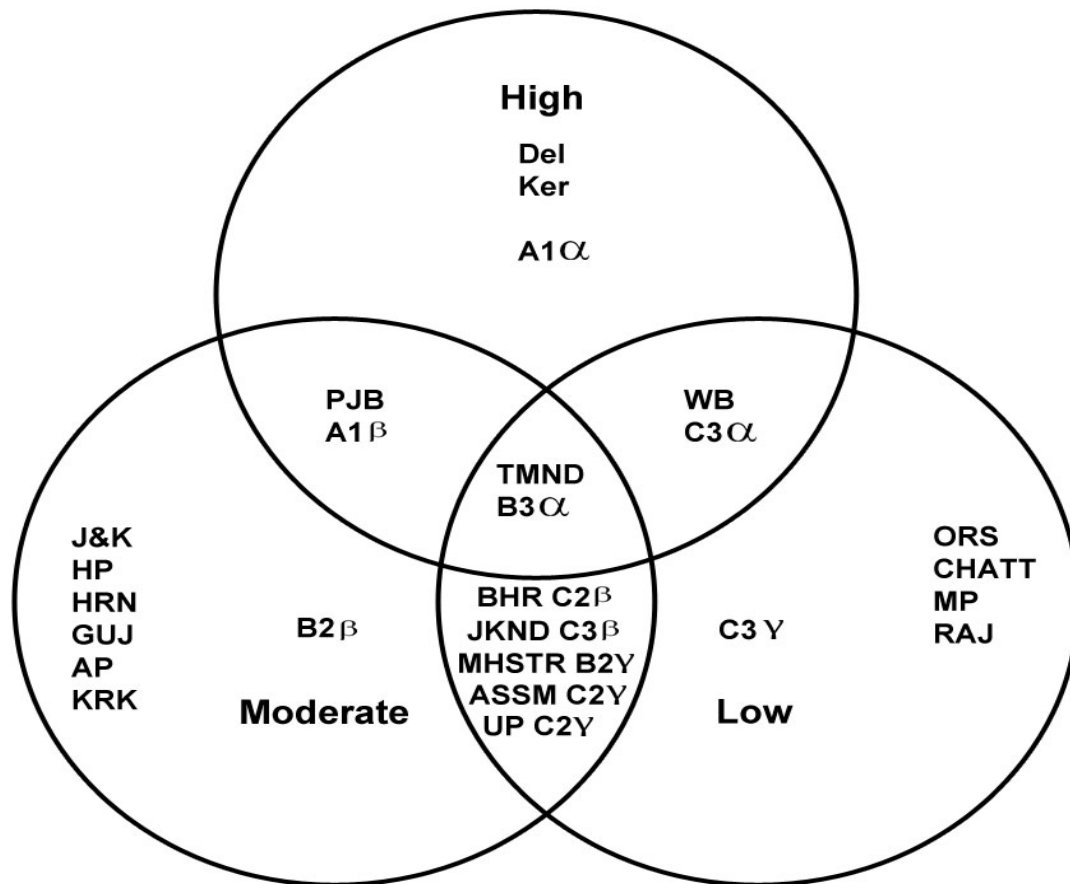 High
Del
Ker
A1α
PJB
A1β
WB
C3α
TMND
B3α
J&K
HP
HRN
GUJ
AP
KRK
B2β
Moderate
BHR C2β
JKND C3β
MHSTR B2γ
ASSM C2γ
UP C2γ
C3γ
Low
ORS
CHATT
MP
RAJ